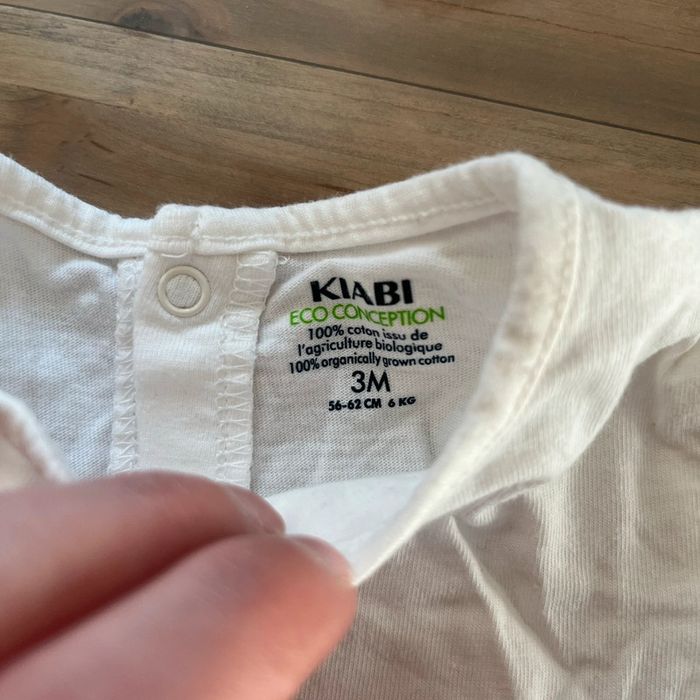 KIABI
ECO CONCEPTION
100% coton issu de
l'agriculture biologique
100% organically grown cotton
3M
56-62 CM 6 KG